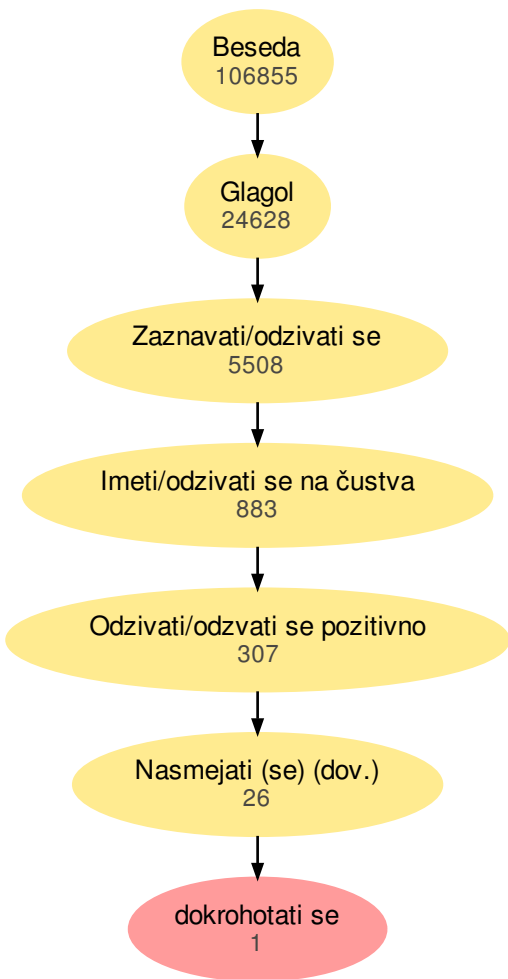 Beseda
106855
Glagol
24628
Zaznavati/odzivati se
5508
Imeti/odzivati se na čustva
883
Odzivati/odzvati se pozitivno
307
Nasmejati (se) (dov.)
26
dokrohotati se
1